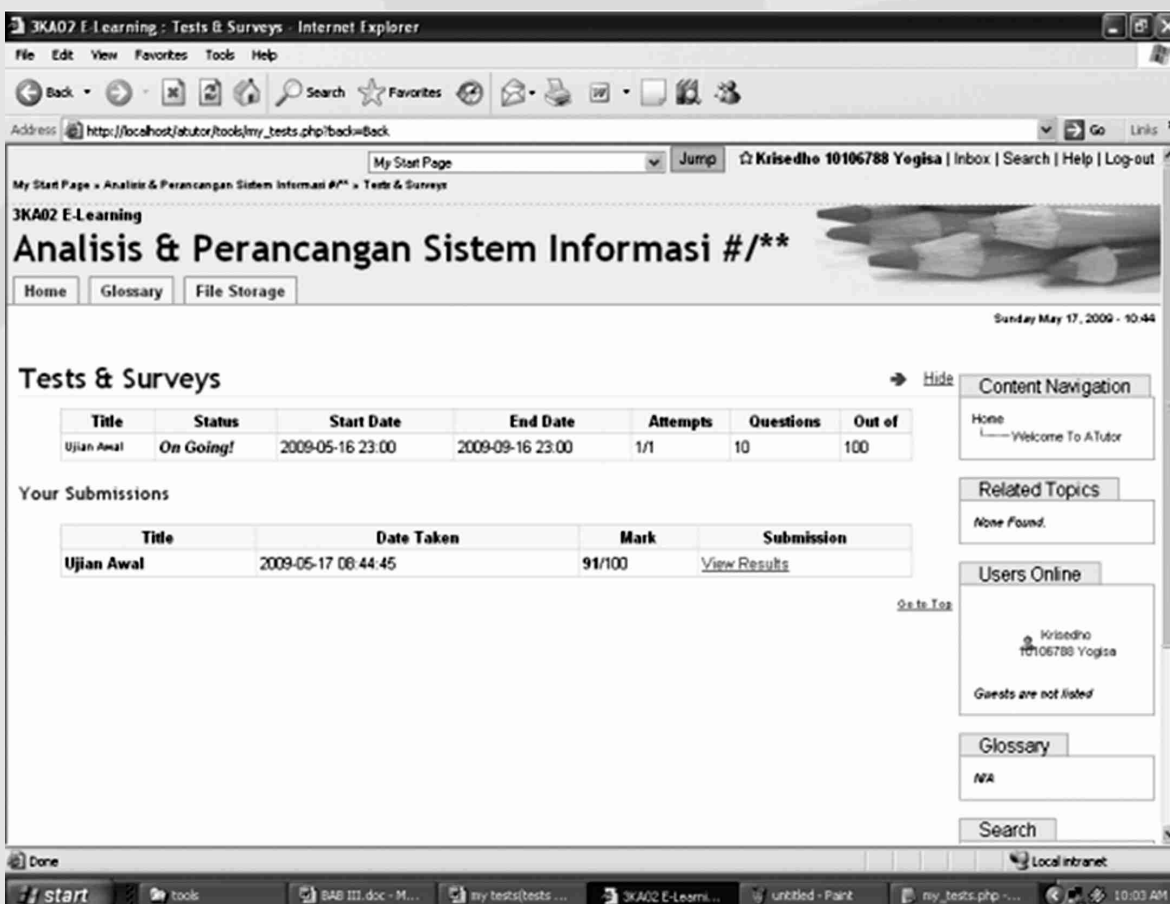 3KA02 E-Learning : Tests & Surveys - Internet Explorer
File Edit View Favorites Tools Help
Back Search Favorites
Address http://localhost/atutor/tools/my_tests.php?back=Back Go Links
My Start Page Jump Krisedho 10106788 Yogisa | Inbox | Search | Help | Log-out
My Start Page » Analisis & Perancangan Sistem Informasi #/** » Tests & Surveys
3KA02 E-Learning
Analisis & Perancangan Sistem Informasi #/**
Home Glossary File Storage
Sunday May 17, 2009 - 10:44
Tests & Surveys
Hide
Title Status Start Date End Date Attempts Questions Out of
Ujian Awal On Going! 2009-05-16 23:00 2009-09-16 23:00 1/1 10 100
Your Submissions
Title Date Taken Mark Submission
Ujian Awal 2009-05-17 08:44:45 91/100 View Results
Go to Top
Content Navigation
Home
Welcome To ATutor
Related Topics
None Found.
Users Online
Krisedho
10106788 Yogisa
Guests are not listed
Glossary
N/A
Search
Done Local intranet
start tools BAB III.doc - M... my tests(tests ... 3KA02 E-Learni... untitled - Paint my_tests.php -... 10:03 AM